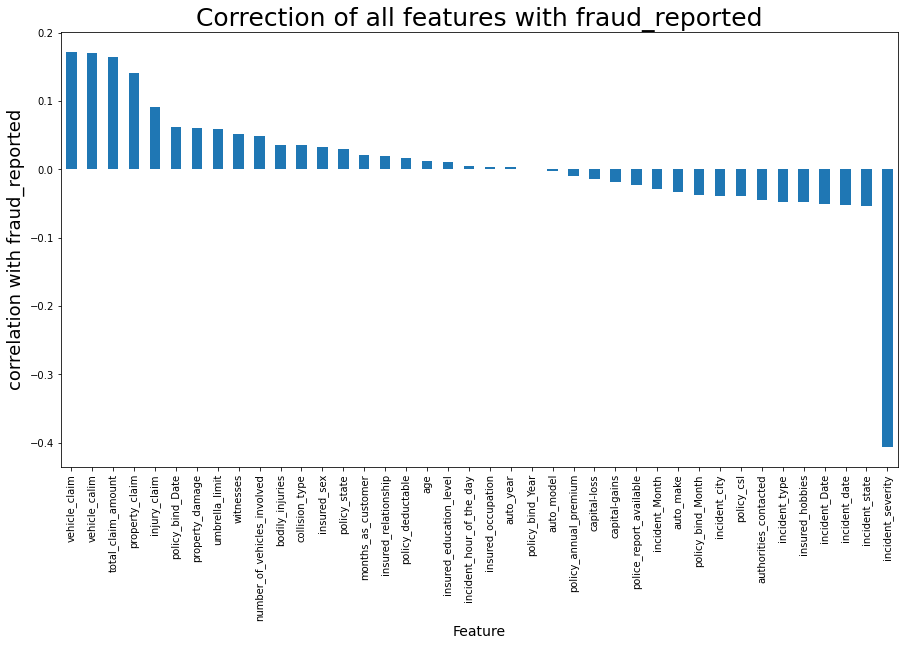 Correction of all features with fraud_reported
correlation with fraud_reported
0.2
0.1
0.0
−0.1
−0.2
−0.3
−0.4
vehicle_claim
vehicle_calim
total_claim_amount
property_claim
injury_claim
policy_bind_Date
property_damage
umbrella_limit
witnesses
number_of_vehicles_involved
bodily_injuries
collision_type
insured_sex
policy_state
months_as_customer
insured_relationship
policy_deductable
age
insured_education_level
incident_hour_of_the_day
insured_occupation
auto_year
policy_bind_Year
auto_model
policy_annual_premium
capital-loss
capital-gains
police_report_available
incident_Month
auto_make
policy_bind_Month
incident_city
policy_csl
authorities_contacted
incident_type
insured_hobbies
incident_Date
incident_date
incident_state
incident_severity
Feature